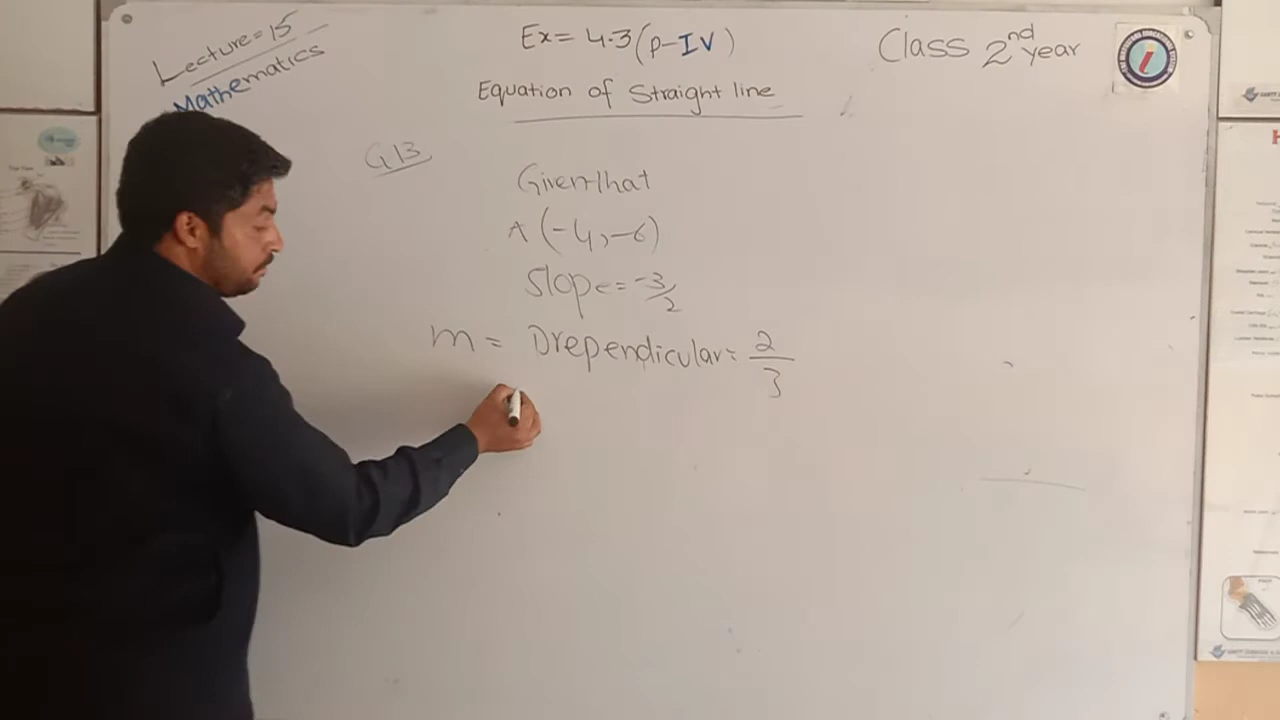 Lecture=15
Mathematics
Ex= 4.3(P-IV)
Class 2nd year
Equation of Straight line
Q13
Given that
A (-4,-6)
Slope= -3/2
m = Drependicular= 2/3